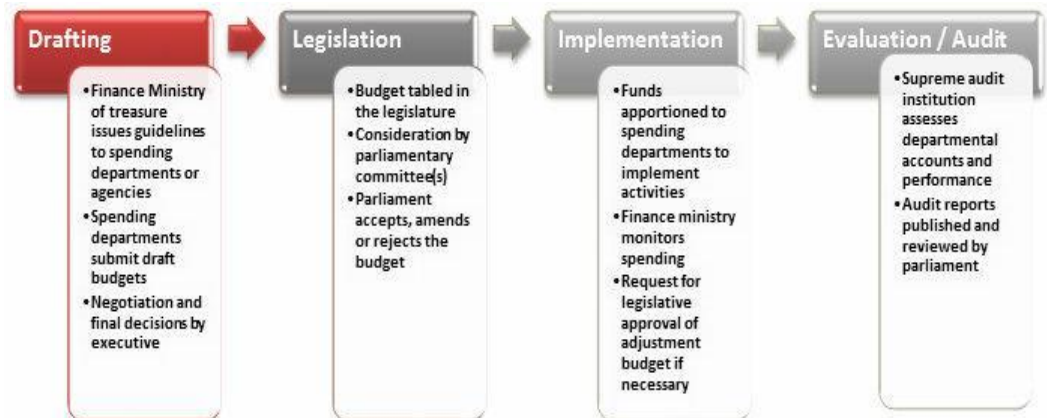 Drafting
•Finance Ministry
of treasure
issues guidelines
to spending
departments or
agencies
•Spending
departments
submit draft
budgets
•Negotiation and
final decisions by
executive
Legislation
•Budget tabled in
the legislature
•Consideration by
parliamentary
committee(s)
•Parliament
accepts, amends
or rejects the
budget
Implementation
•Funds
apportioned to
spending
departments to
implement
activities
•Finance ministry
monitors
spending
•Request for
legislative
approval of
adjustment
budget if
necessary
Evaluation / Audit
•Supreme audit
institution
assesses
departmental
accounts and
performance
•Audit reports
published and
reviewed by
parliament